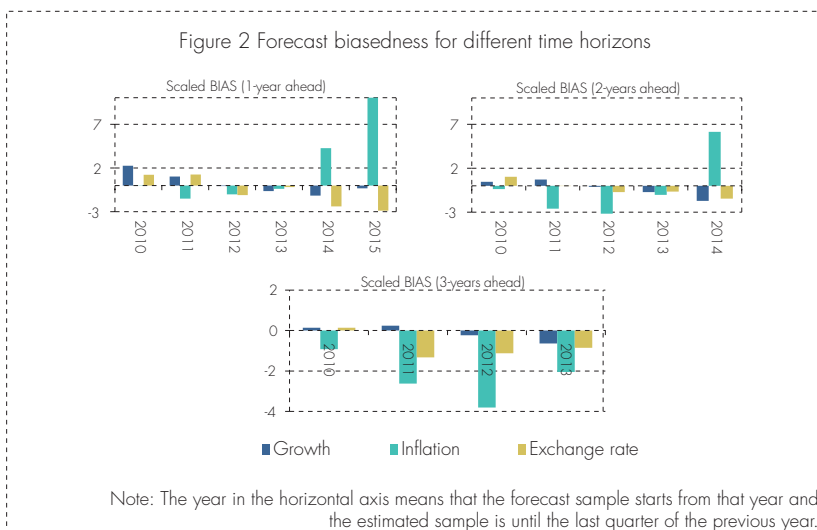 Figure 2 Forecast biasedness for different time horizons
Scaled BIAS (1-year ahead)
7
2
-3
2010
2011
2012
2013
2014
2015
Scaled BIAS (2-years ahead)
7
2
-3
2010
2011
2012
2013
2014
Scaled BIAS (3-years ahead)
2
0
-2
-4
2010
2011
2012
2013
Growth
Inflation
Exchange rate
Note: The year in the horizontal axis means that the forecast sample starts from that year and
the estimated sample is until the last quarter of the previous year.